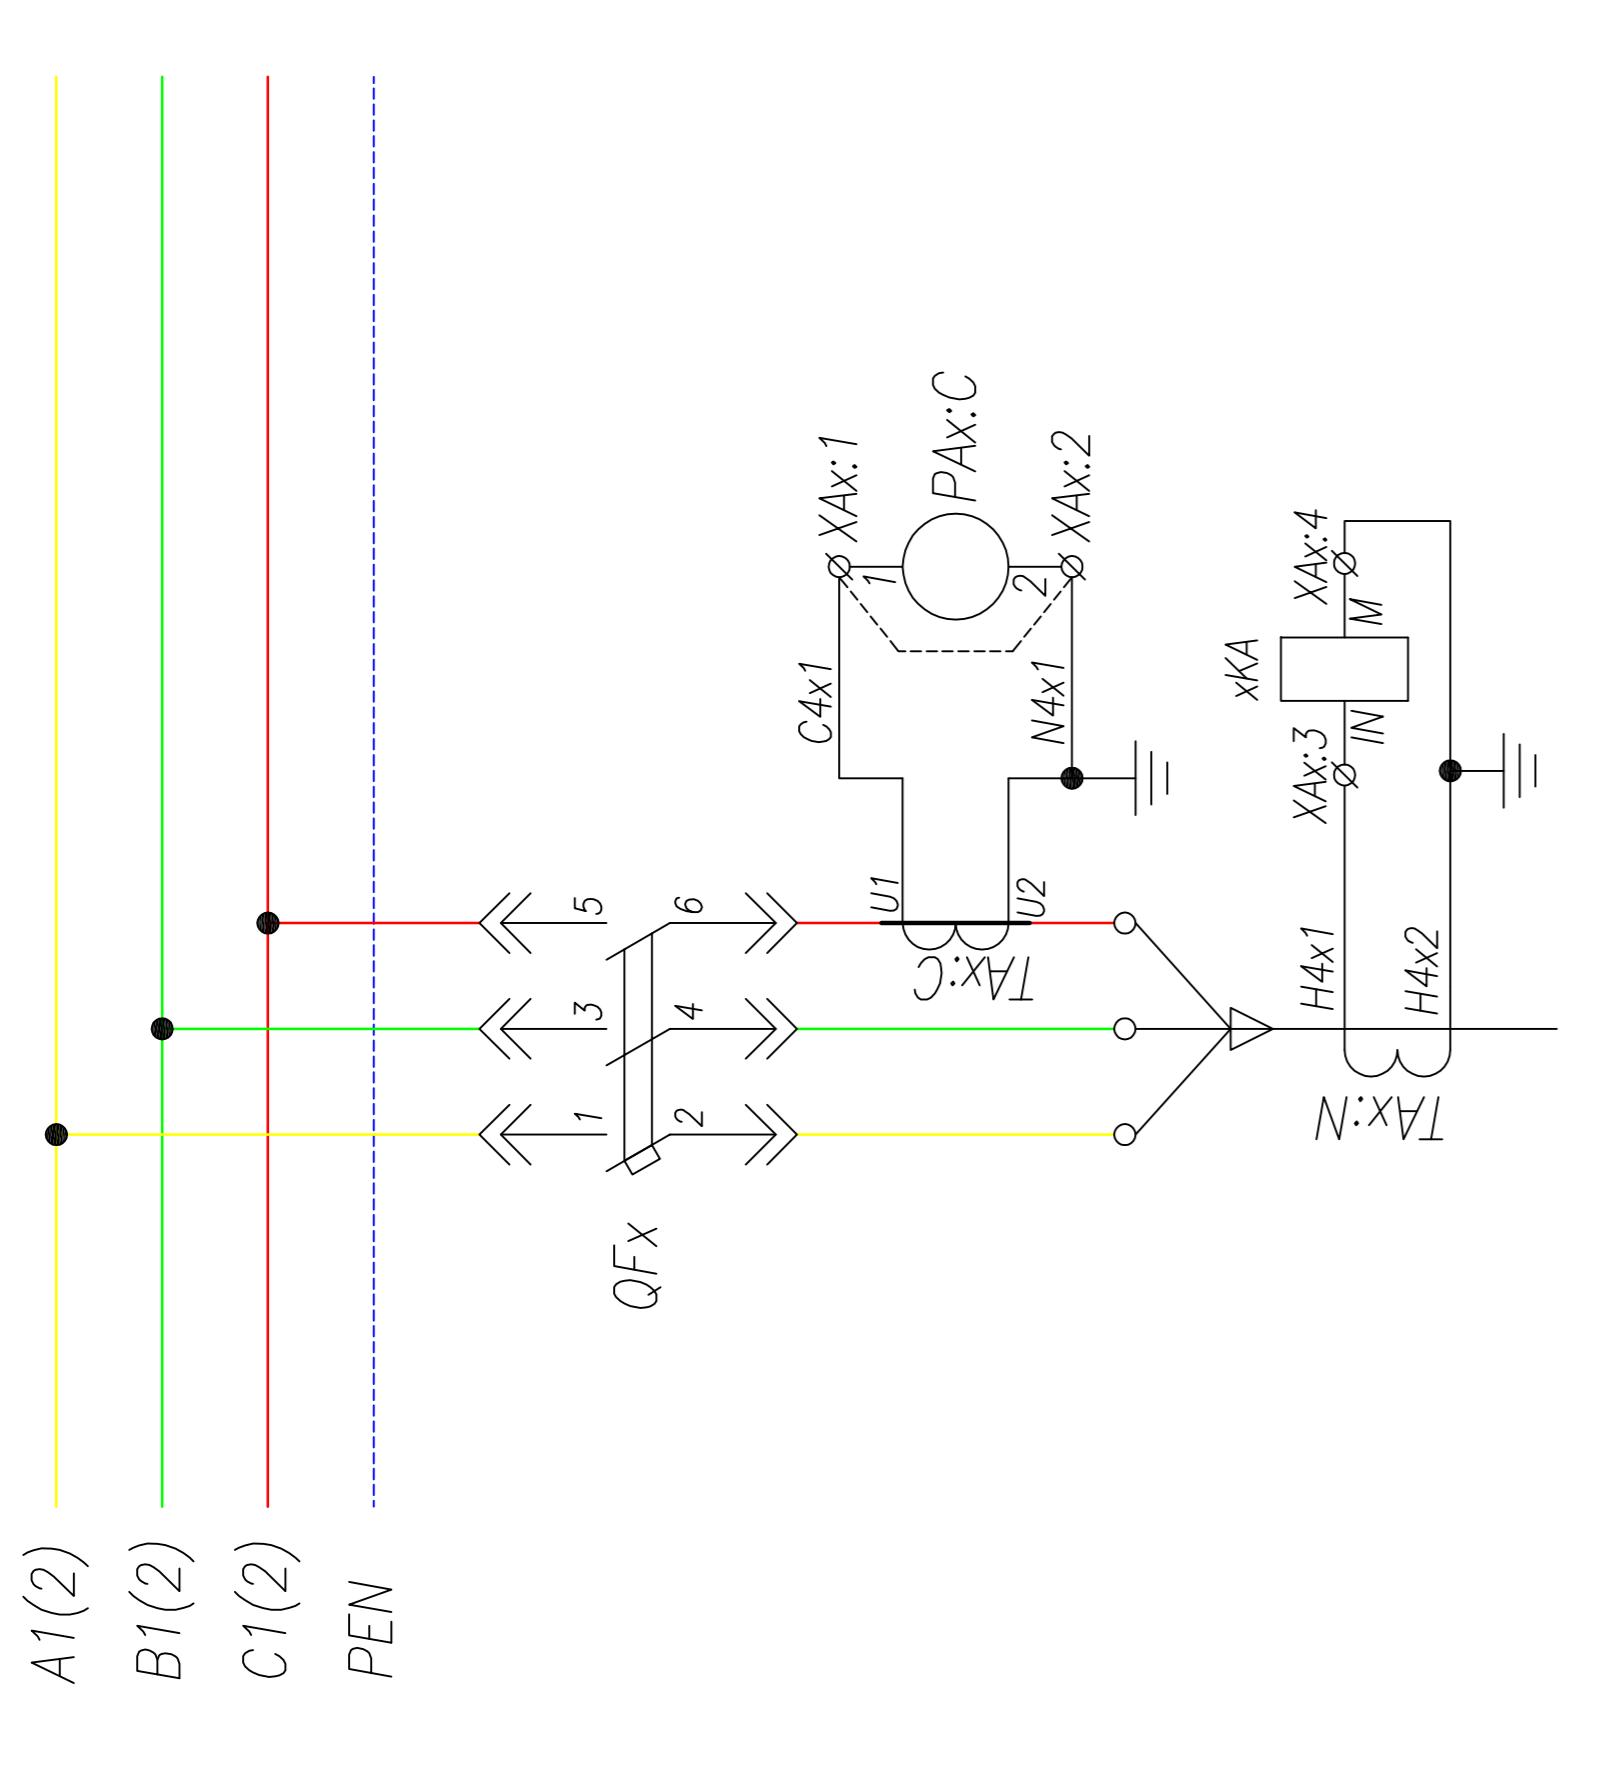 A1(2)
B1(2)
C1(2)
PEN
QFx
1
3
5
2
4
6
U1
U2
TAx:C
C4x1
N4x1
XAx:1
1
PAx:C
2
XAx:2
H4x1
H4x2
TAx:N
XAx:3
IN
xKA
M
XAx:4